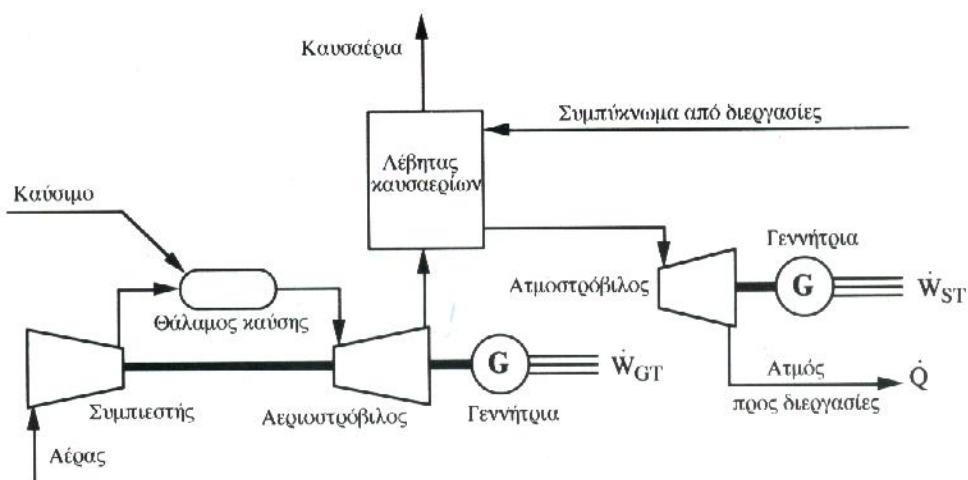 Καυσαέρια
Συμπύκνωμα από διεργασίες
Λέβητας
καυσαερίων
Καύσιμο
Γεννήτρια
Ατμοστρόβιλος
G
Ẇ_ST
Θάλαμος καύσης
G
Ẇ_GT
Ατμός
προς διεργασίες
Q̇
Συμπιεστής
Αεριοστρόβιλος
Γεννήτρια
Αέρας